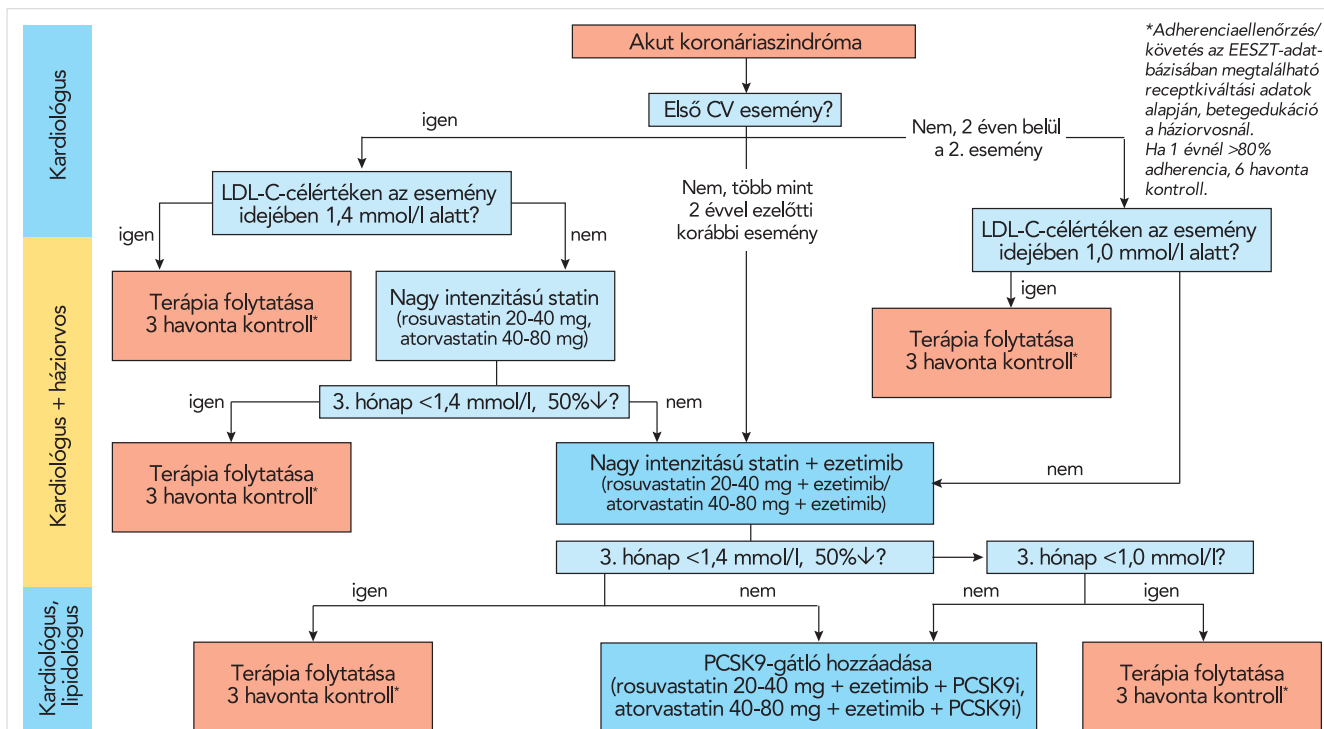 Kardiológus
Kardiológus + háziorvos
Kardiológus,
lipidológus
Akut koronáriaszindróma
*Adherenciaellenőrzés/
követés az EESZT-adat-
bázisában megtalálható
receptkiváltási adatok
alapján, betegedukáció
a háziorvosnál.
Ha 1 évnél >80%
adherencia, 6 havonta
kontroll.
Első CV esemény?
igen
Nem, 2 éven belül
a 2. esemény
Nem, több mint
2 évvel ezelőtti
korábbi esemény
LDL-C-célértéken az esemény
idejében 1,4 mmol/l alatt?
igen
nem
LDL-C-célértéken az esemény
idejében 1,0 mmol/l alatt?
igen
nem
Terápia folytatása
3 havonta kontroll*
Nagy intenzitású statin
(rosuvastatin 20-40 mg,
atorvastatin 40-80 mg)
Terápia folytatása
3 havonta kontroll*
3. hónap <1,4 mmol/l, 50%↓?
igen
nem
Terápia folytatása
3 havonta kontroll*
Nagy intenzitású statin + ezetimib
(rosuvastatin 20-40 mg + ezetimib/
atorvastatin 40-80 mg + ezetimib)
3. hónap <1,4 mmol/l, 50%↓?
3. hónap <1,0 mmol/l?
igen
nem
nem
igen
Terápia folytatása
3 havonta kontroll*
PCSK9-gátló hozzáadása
(rosuvastatin 20-40 mg + ezetimib + PCSK9i,
atorvastatin 40-80 mg + ezetimib + PCSK9i)
Terápia folytatása
3 havonta kontroll*